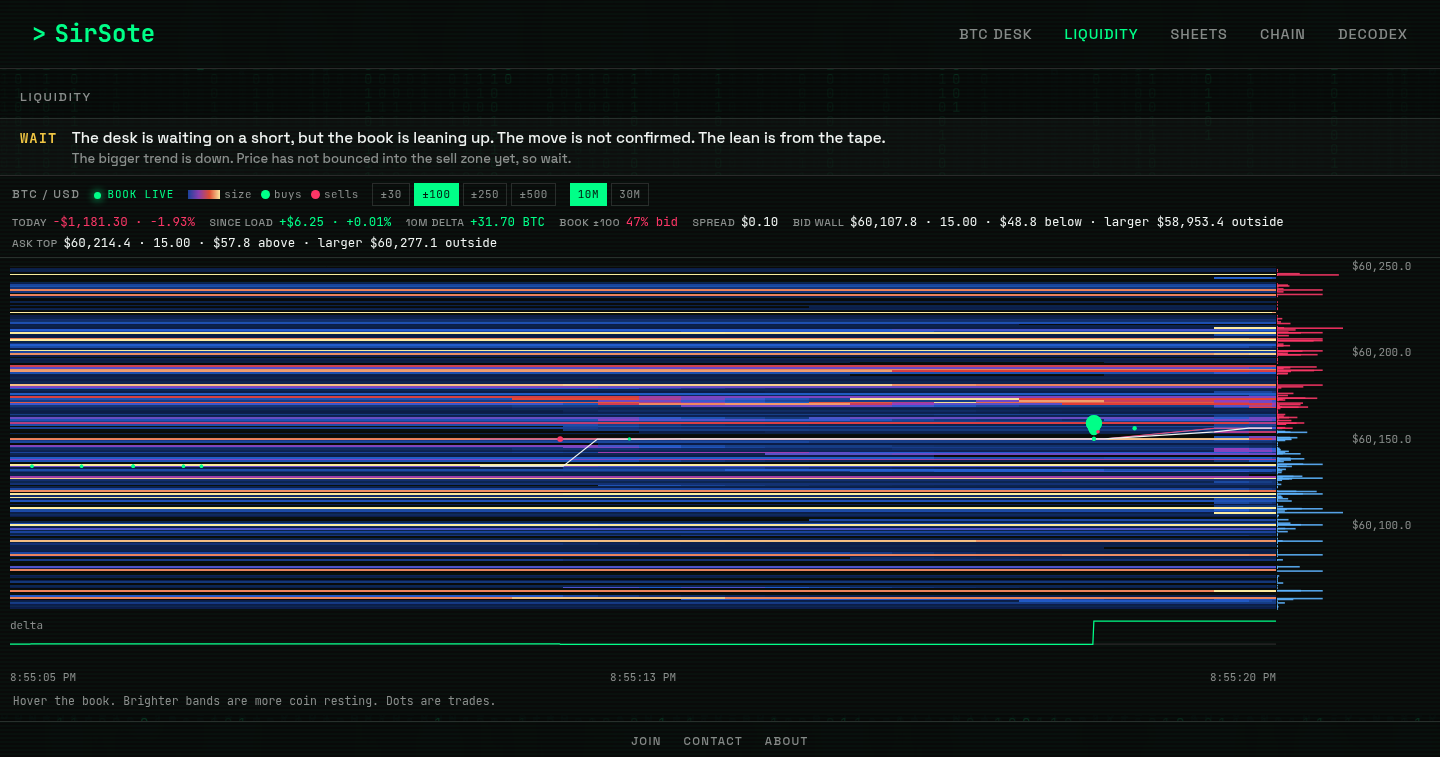 > SirSote
BTC DESK LIQUIDITY SHEETS CHAIN DECODEX
LIQUIDITY
WAIT The desk is waiting on a short, but the book is leaning up. The move is not confirmed. The lean is from the tape.
The bigger trend is down. Price has not bounced into the sell zone yet, so wait.
BTC / USD BOOK LIVE size buys sells ±30 ±100 ±250 ±500 10M 30M
TODAY -$1,181.30 · -1.93% SINCE LOAD +$6.25 · +0.01% 10M DELTA +31.70 BTC BOOK ±100 47% bid SPREAD $0.10 BID WALL $60,107.8 · 15.00 · $48.8 below · larger $58,953.4 outside
ASK TOP $60,214.4 · 15.00 · $57.8 above · larger $60,277.1 outside
$60,250.0
$60,200.0
$60,150.0
$60,100.0
delta
8:55:05 PM 8:55:13 PM 8:55:20 PM
Hover the book. Brighter bands are more coin resting. Dots are trades.
JOIN CONTACT ABOUT